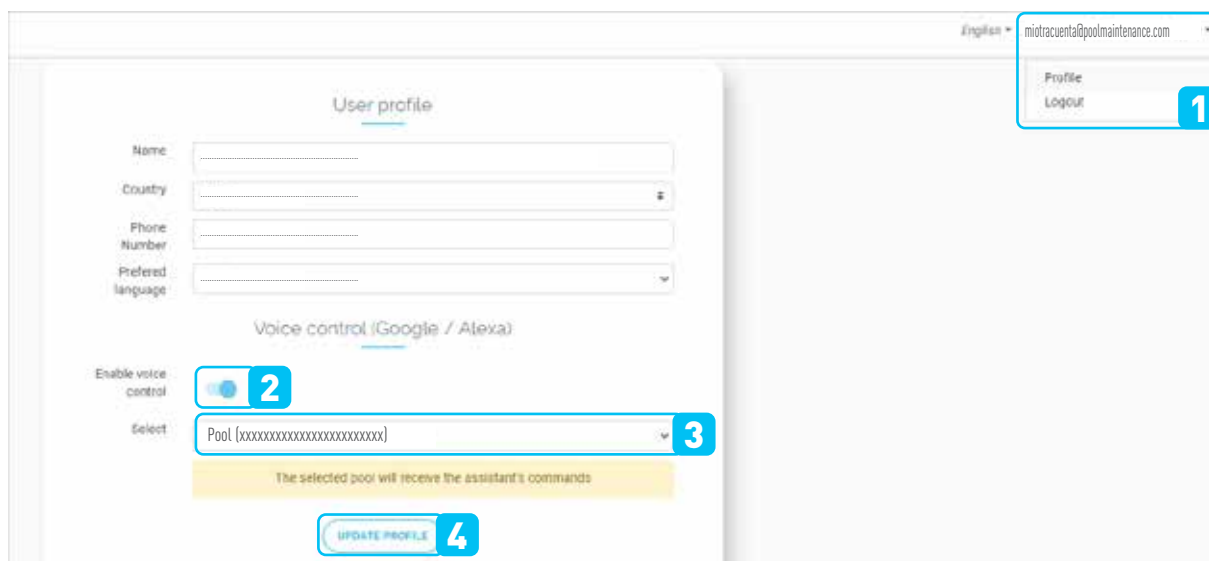 English
miotracuenta@poolmaintenance.com
Profile
Logout
1
User profile
Name
Country
Phone
Number
Prefered
language
Voice control (Google / Alexa)
Enable voice
control
2
Select
Pool (xxxxxxxxxxxxxxxxxxxxxxxx)
3
The selected pool will receive the assistant's commands
UPDATE PROFILE
4